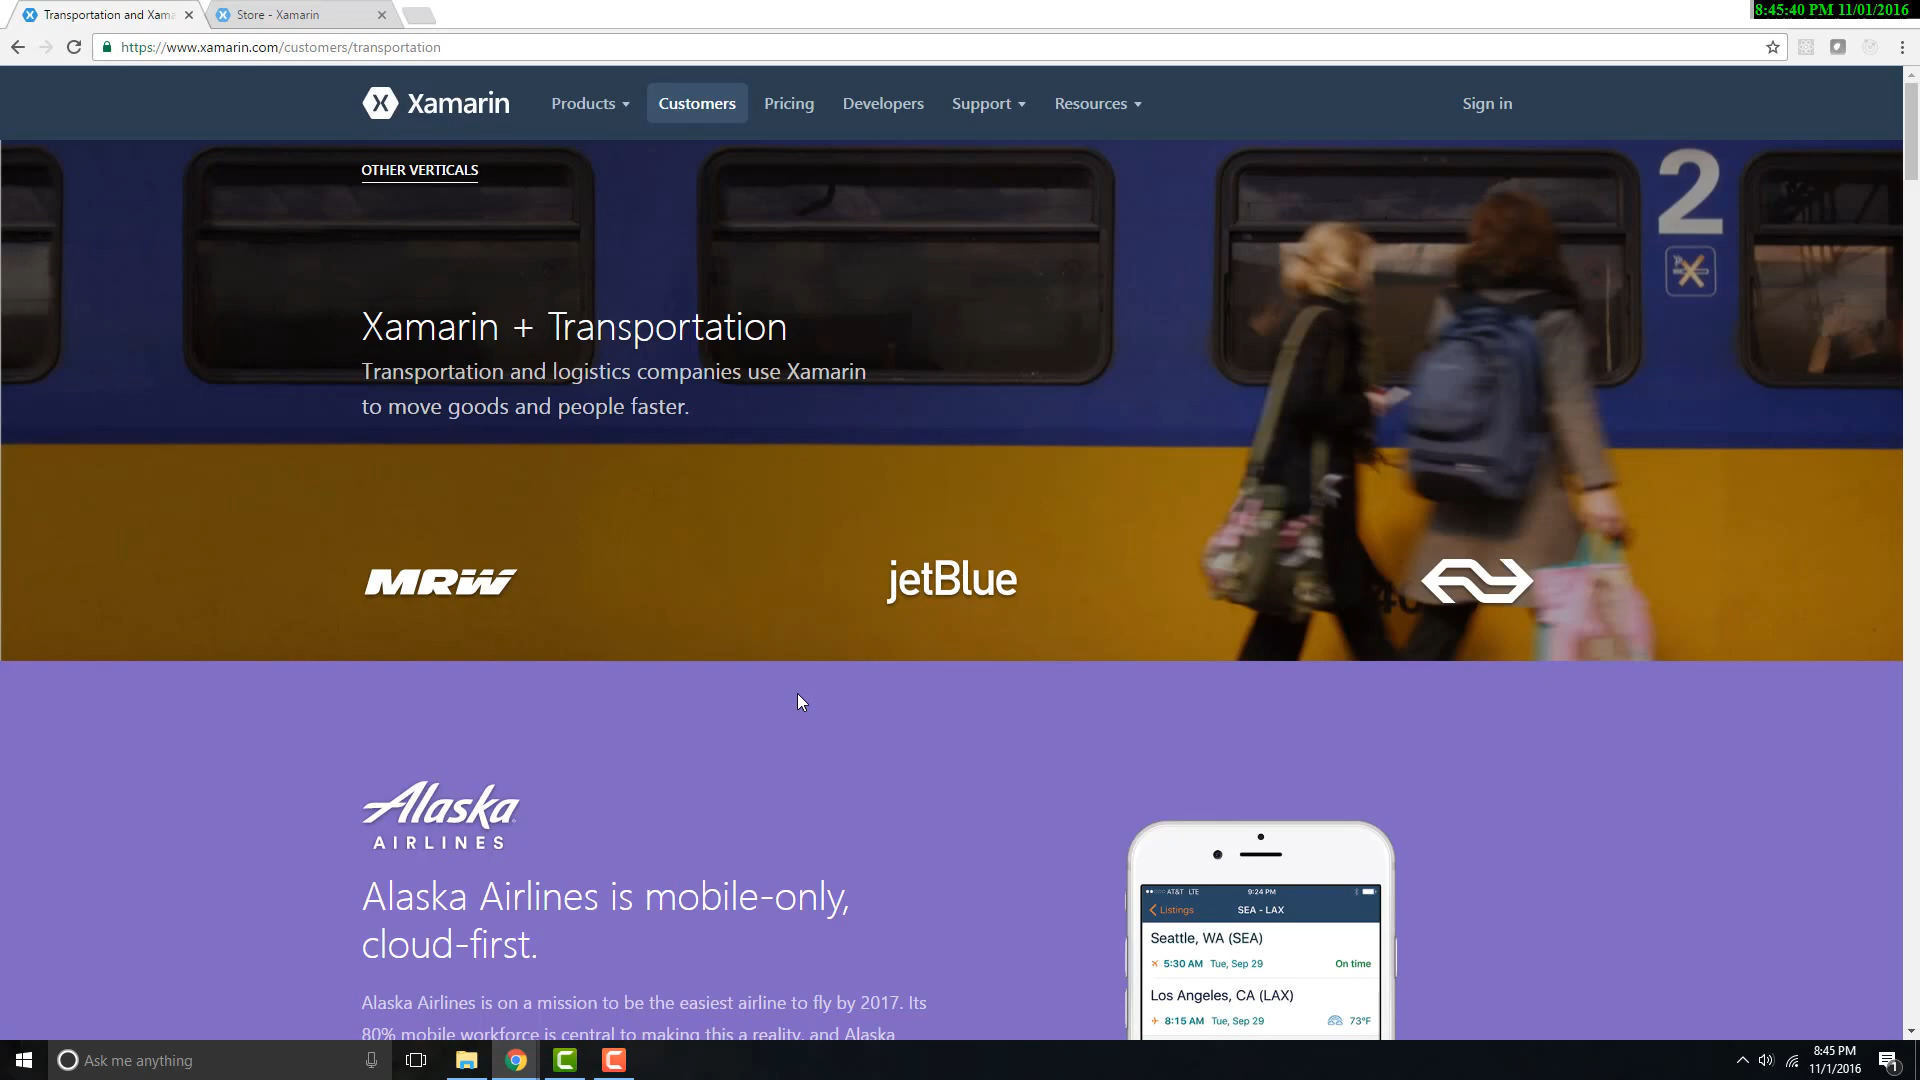 8:45:40 PM 11/01/2016
Transportation and Xama
Store - Xamarin
https://www.xamarin.com/customers/transportation
Xamarin
Products
Customers
Pricing
Developers
Support
Resources
Sign in
OTHER VERTICALS
2
Xamarin + Transportation
Transportation and logistics companies use Xamarin
to move goods and people faster.
MRW
jetBlue
Alaska
AIRLINES
Alaska Airlines is mobile-only,
cloud-first.
Alaska Airlines is on a mission to be the easiest airline to fly by 2017. Its
80% mobile workforce is central to making this a reality, and Alaska
AT&T LTE
9:24 PM
Listings
SEA - LAX
Seattle, WA (SEA)
5:30 AM Tue, Sep 29
On time
Los Angeles, CA (LAX)
8:15 AM Tue, Sep 29
73°F
Ask me anything
8:45 PM
11/1/2016
1